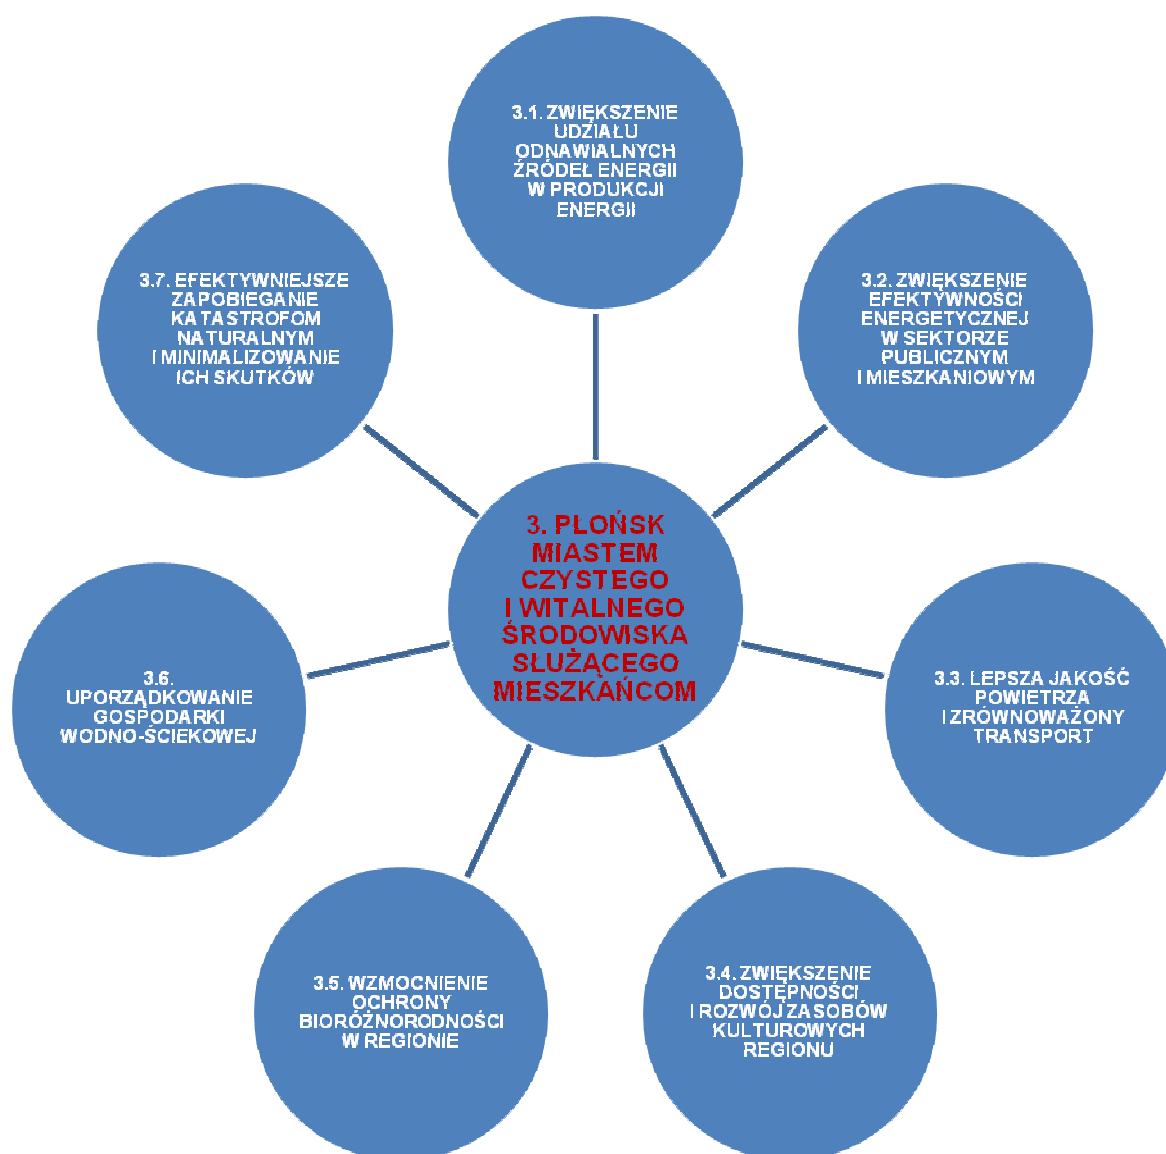 3.1. ZWIĘKSZENIE
UDZIAŁU
ODNAWIALNYCH
ŹRÓDEŁ ENERGII
W PRODUKCJI
ENERGII
3.2. ZWIĘKSZENIE
EFEKTYWNOŚCI
ENERGETYCZNEJ
W SEKTORZE
PUBLICZNYM
I MIESZKANIOWYM
3.3. LEPSZA JAKOŚĆ
POWIETRZA
I ZRÓWNOWAŻONY
TRANSPORT
3.4. ZWIĘKSZENIE
DOSTĘPNOŚCI
I ROZWÓJ ZASOBÓW
KULTUROWYCH
REGIONU
3.5. WZMOCNIENIE
OCHRONY
BIORÓŻNORODNOŚCI
W REGIONIE
3.6.
UPORZĄDKOWANIE
GOSPODARKI
WODNO-ŚCIEKOWEJ
3.7. EFEKTYWNIEJSZE
ZAPOBIEGANIE
KATASTROFOM
NATURALNYM
I MINIMALIZOWANIE
ICH SKUTKÓW
3. PŁOŃSK
MIASTEM
CZYSTEGO
I WITALNEGO
ŚRODOWISKA
SŁUŻĄCEGO
MIESZKAŃCOM